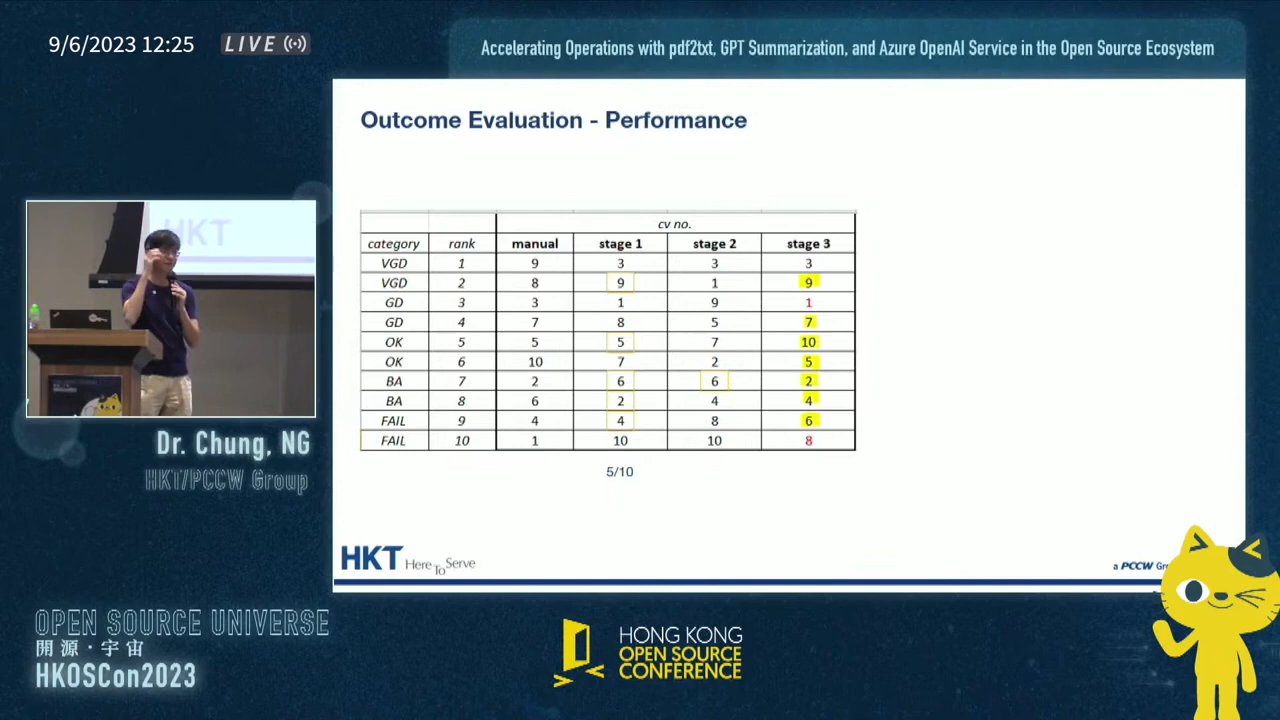 9/6/2023 12:25
LIVE
Accelerating Operations with pdf2txt, GPT Summarization, and Azure OpenAI Service in the Open Source Ecosystem
Outcome Evaluation - Performance
cv no.
category rank manual stage 1 stage 2 stage 3
VGD 1 9 3 3 3
VGD 2 8 9 1 9
GD 3 3 1 9 1
GD 4 7 8 5 7
OK 5 5 5 7 10
OK 6 10 7 2 5
BA 7 2 6 6 2
BA 8 6 2 4 4
FAIL 9 4 4 8 6
FAIL 10 1 10 10 8
5/10
HKT Here To Serve
a PCCW
HKT
Dr. Chung, NG
HKT/PCCW Group
OPEN SOURCE UNIVERSE
開源・宇宙
HKOSCon2023
HONG KONG
OPEN SOURCE
CONFERENCE